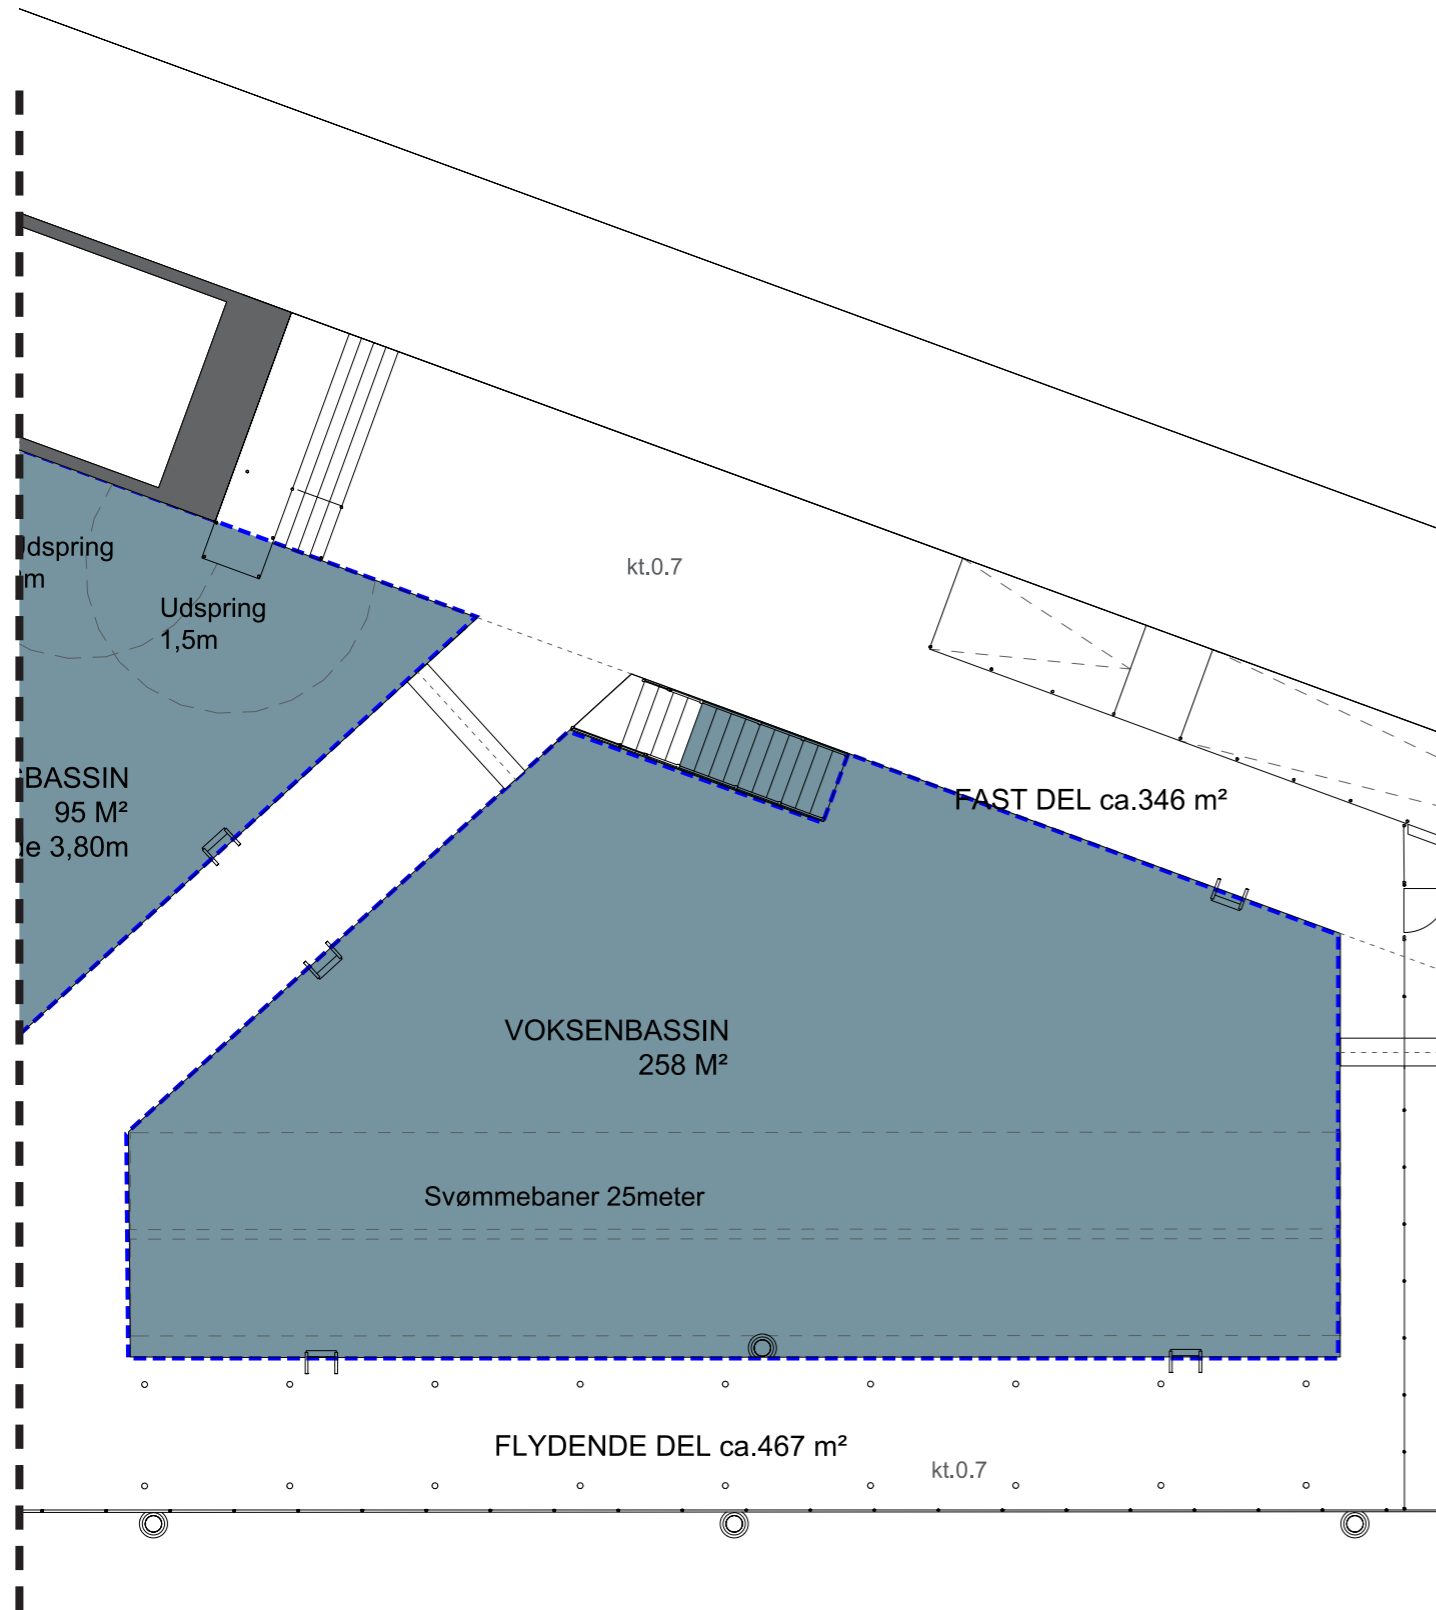 kt.0.7
dspring
m
Udspring
1,5m
BASSIN
95 M²
de 3,80m
FAST DEL ca.346 m²
VOKSENBASSIN
258 M²
Svømmebaner 25meter
FLYDENDE DEL ca.467 m²
kt.0.7